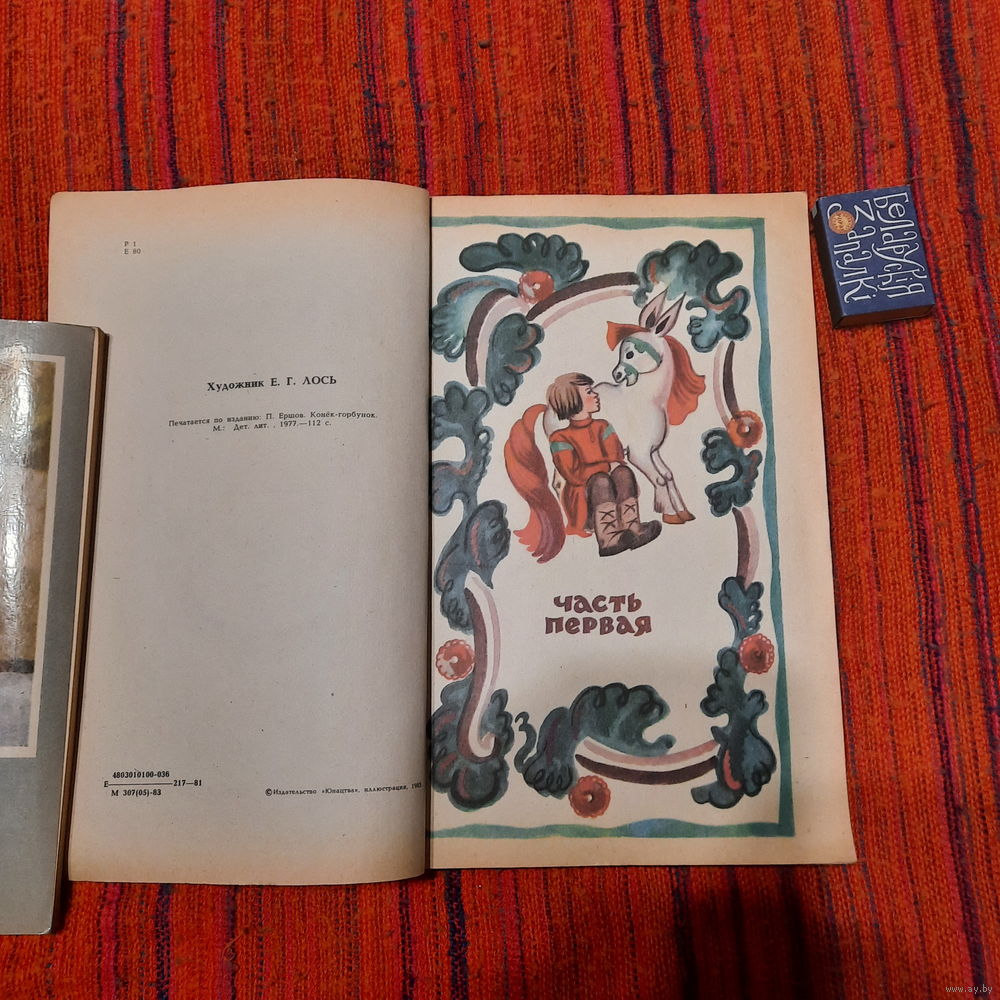 Р 1
Е 80
Художник Е. Г. ЛОСЬ
Печатается по изданию: П. Ершов. Конёк-горбунок.
М.: Дет. лит. , 1977.—112 с.
4803010100-036
Е————217—81
М 307(05)-83
© Издательство «Юнацтва», иллюстрации, 1983
ЧАСТЬ
ПЕРВАЯ
Беларускія
Запалкі
www.ay.by